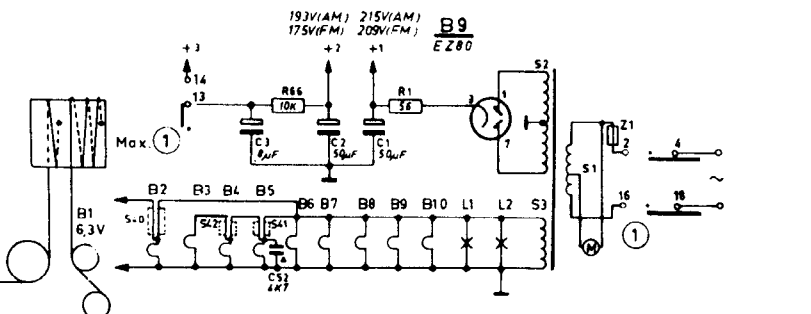 193V(AM) 215V(AM)
175V(FM) 209V(FM)
B9
EZ80
+3
+2
+1
14
13
R66
10K
R1
56
3
1
7
S2
Max. 1
C3
8µF
C2
50µF
C1
50µF
Z1
2
4
S1
~
16
18
1
M
B2
B3
B4
B5
B6
B7
B8
B9
B10
L1
L2
S3
S40
S42
S41
B1
6,3V
C52
4K7